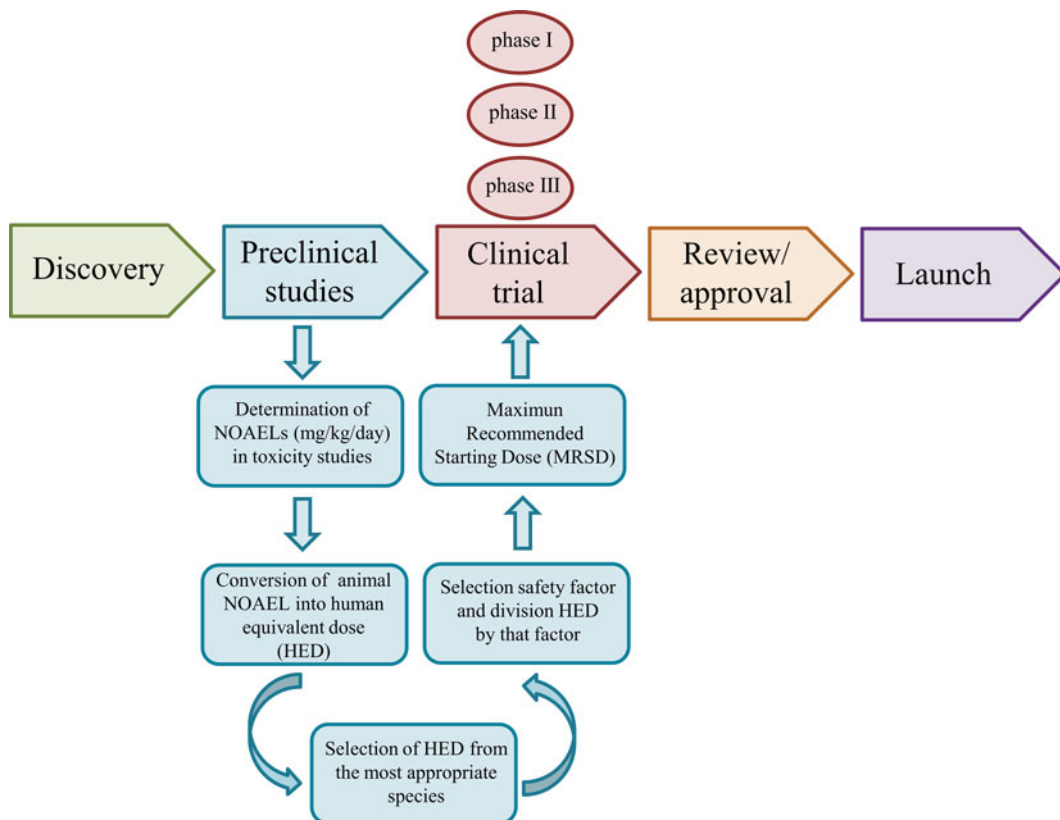 phase I
phase II
phase III
Discovery
Preclinical
studies
Clinical
trial
Review/
approval
Launch
Determination of
NOAELs (mg/kg/day)
in toxicity studies
Conversion of animal
NOAEL into human
equivalent dose
(HED)
Selection of HED from
the most appropriate
species
Selection safety factor
and division HED
by that factor
Maximun
Recommended
Starting Dose (MRSD)